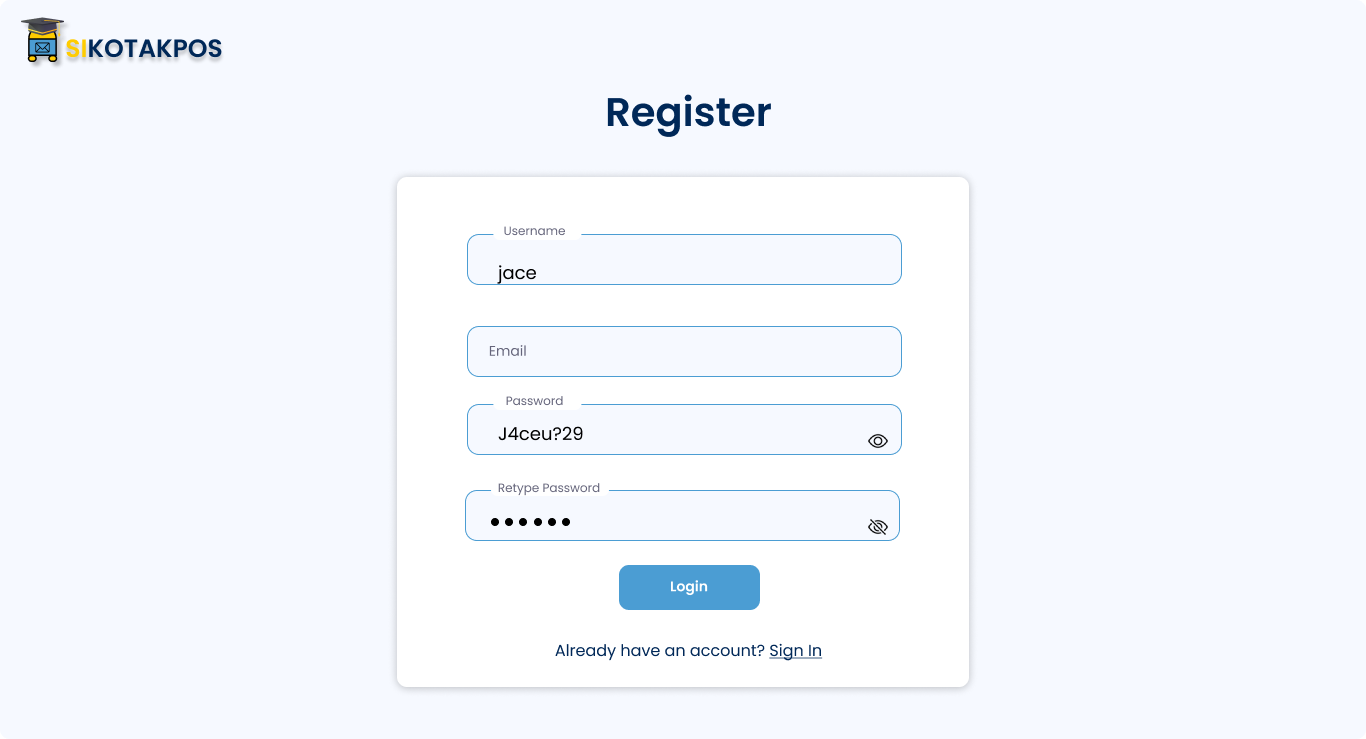 SIKOTAKPOS
Register
Username
jace
Email
Password
J4ceu?29
Retype Password
••••••
Login
Already have an account? Sign In